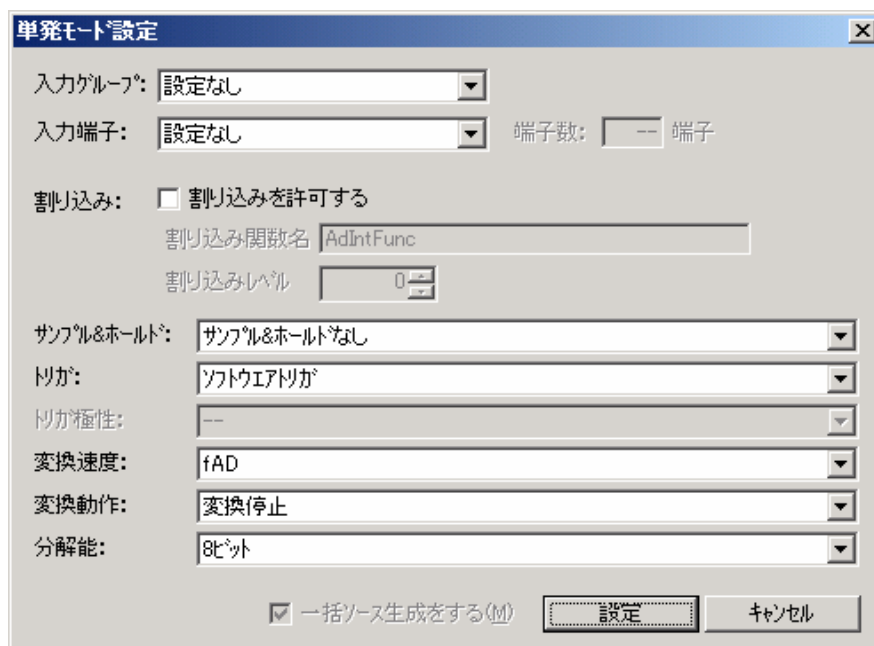 単発ﾓｰﾄﾞ設定
入力ｸﾞﾙｰﾌﾟ: 設定なし
入力端子: 設定なし 端子数: -- 端子
割り込み: 割り込みを許可する
割り込み関数名 AdIntFunc
割り込みﾚﾍﾞﾙ 0
ｻﾝﾌﾟﾙ&ﾎｰﾙﾄﾞ: ｻﾝﾌﾟﾙ&ﾎｰﾙﾄﾞなし
ﾄﾘｶﾞ: ｿﾌﾄｳｴｱﾄﾘｶﾞ
ﾄﾘｶﾞ極性: --
変換速度: fAD
変換動作: 変換停止
分解能: 8ﾋﾞｯﾄ
一括ｿｰｽ生成をする(M) 設定 ｷｬﾝｾﾙ